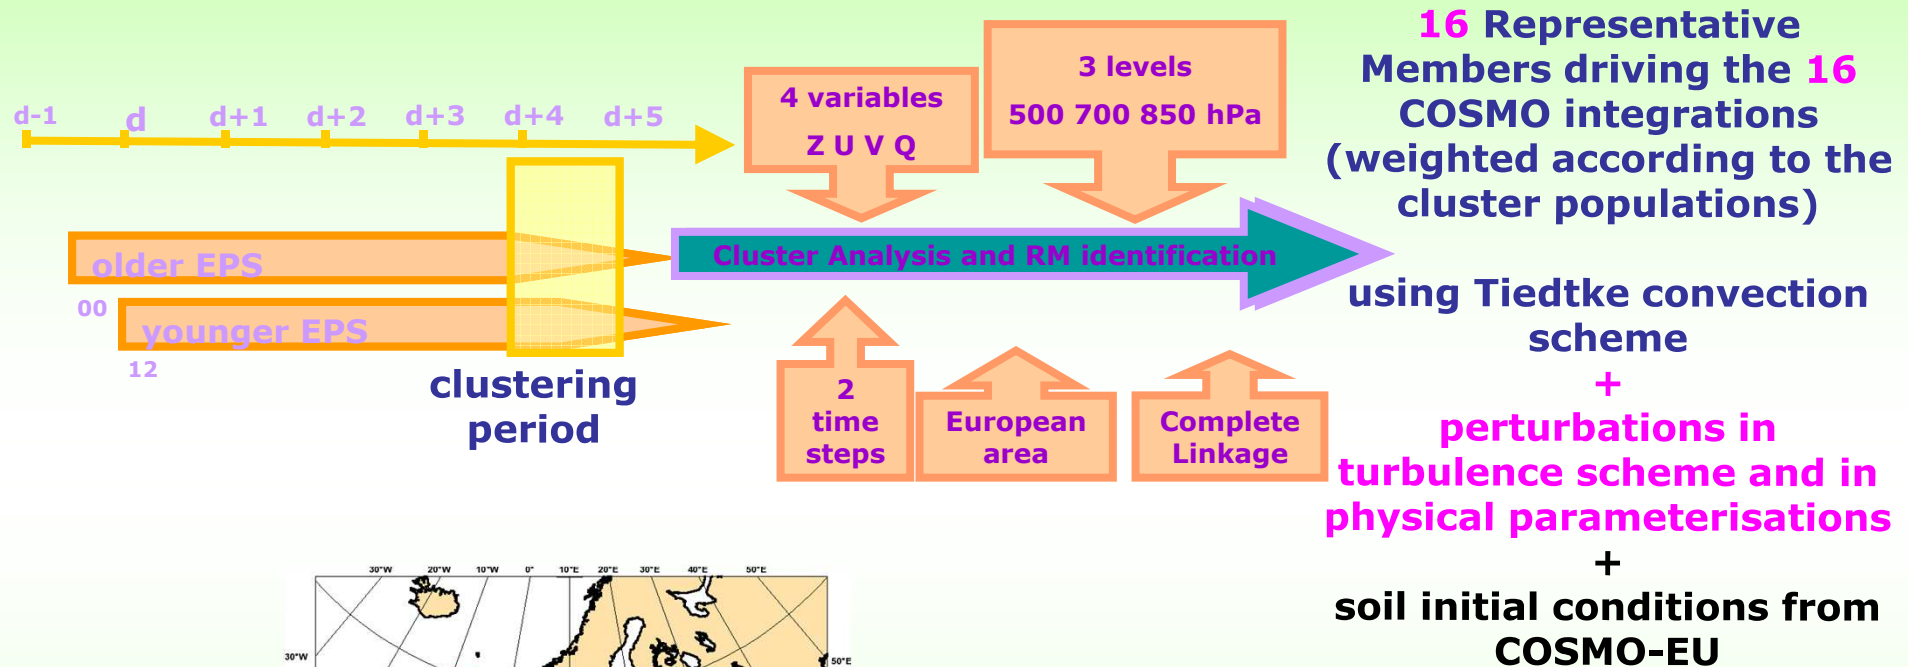 d-1 d d+1 d+2 d+3 d+4 d+5
older EPS
00
younger EPS
12
clustering
period
4 variables
Z U V Q
3 levels
500 700 850 hPa
Cluster Analysis and RM identification
2
time
steps
European
area
Complete
Linkage
16 Representative
Members driving the 16
COSMO integrations
(weighted according to the
cluster populations)
using Tiedtke convection
scheme
+
perturbations in
turbulence scheme and in
physical parameterisations
+
soil initial conditions from
COSMO-EU
30°W 20°W 10°W 0° 10°E 20°E 30°E 40°E 50°E
30°W
50°E